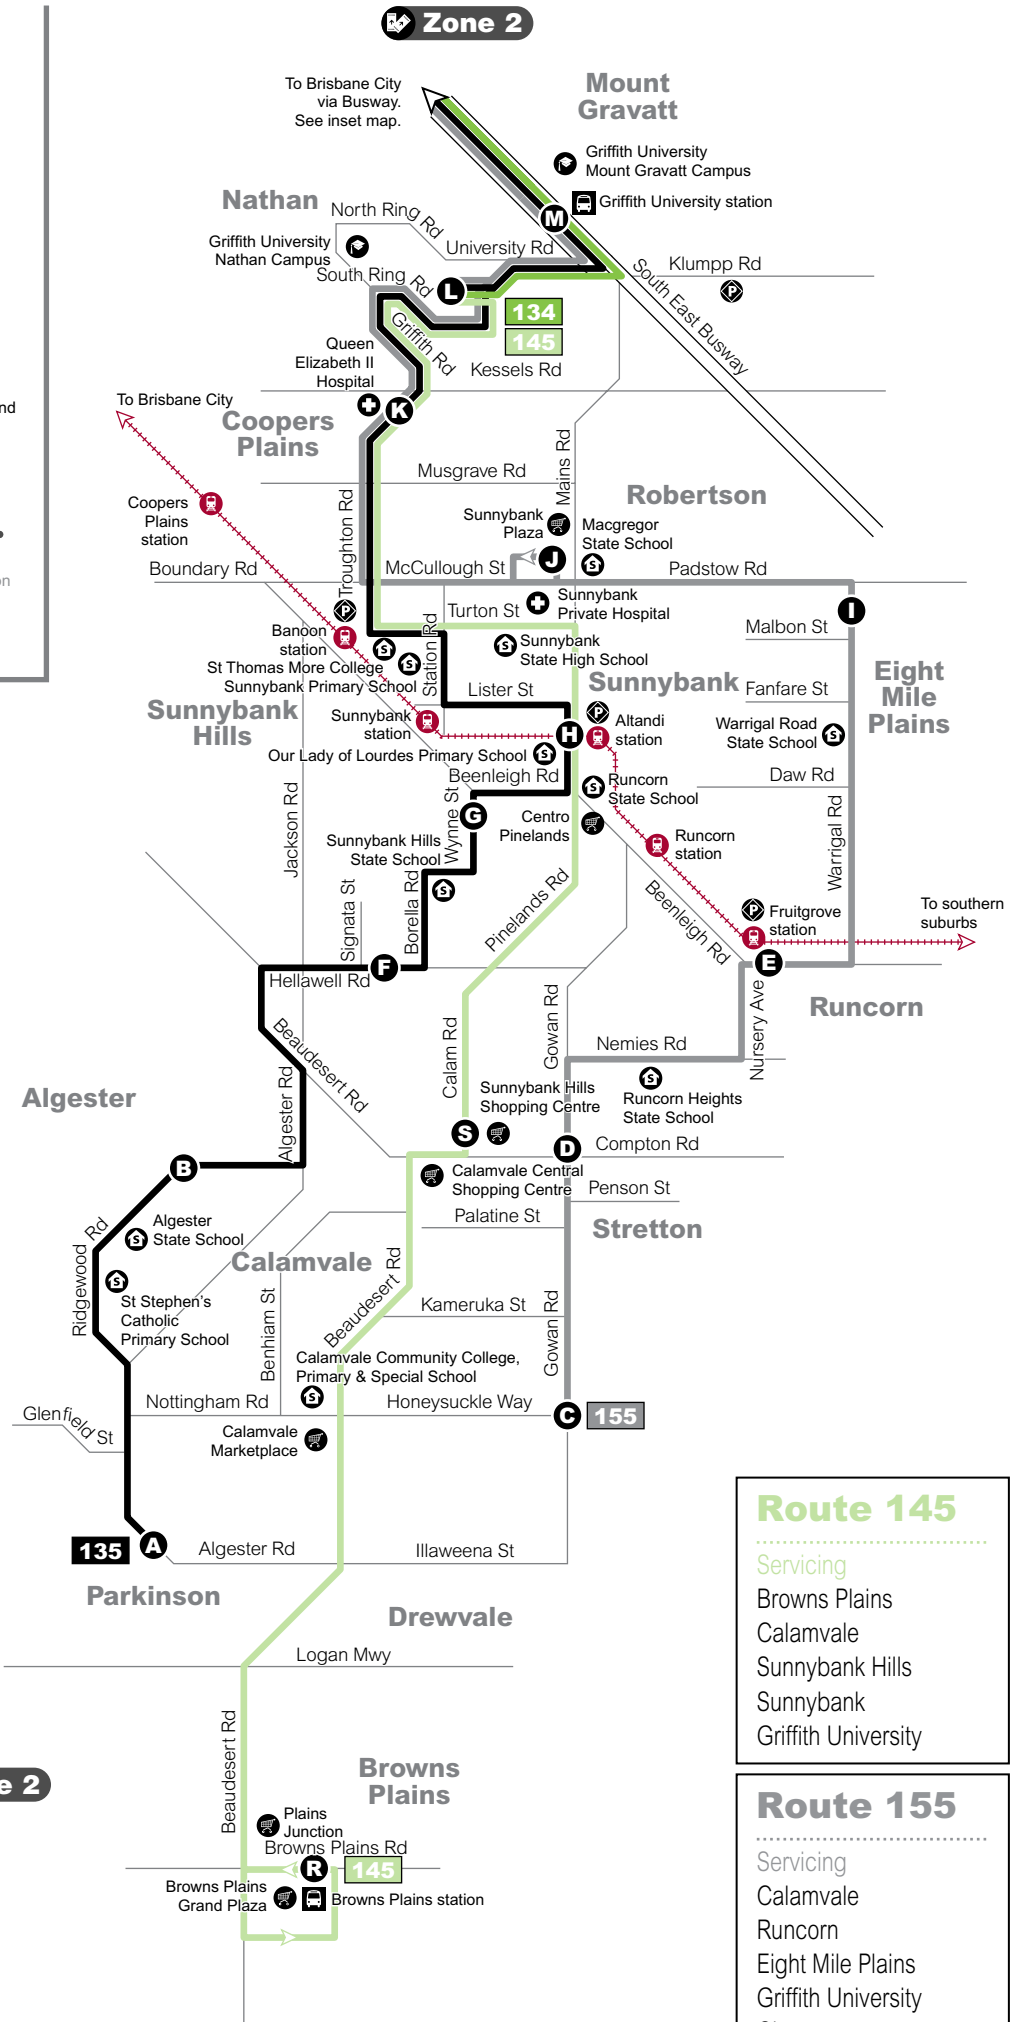 Zone 2
To Brisbane City
via Busway.
See inset map.
Mount
Gravatt
Griffith University
Mount Gravatt Campus
M
Griffith University station
Nathan
North Ring Rd
University Rd
Griffith University
Nathan Campus
South Ring Rd
L
Klumpp Rd
P
South East Busway
134
145
Griffith Rd
Kessels Rd
Queen
Elizabeth II
Hospital
K
To Brisbane City
nd
Coopers
Plains
Musgrave Rd
Mains Rd
Robertson
Coopers
Plains
station
Troughton Rd
Sunnybank
Plaza
Macgregor
State School
J
S
on
Boundary Rd
McCullough St
Padstow Rd
P
Turton St
Sunnybank
Private Hospital
I
Malbon St
Banoon
station
S
Station Rd
S
Sunnybank
State High School
St Thomas More College
S
Sunnybank Primary School
Lister St
Sunnybank
Fanfare St
Eight
Mile
Plains
Sunnybank
Hills
Sunnybank
station
P
Altandi
station
H
Warrigal Road
State School
S
Our Lady of Lourdes Primary School
S
Beenleigh Rd
Daw Rd
S
Runcorn
State School
Jackson Rd
Wynne St
G
Centro
Pinelands
Warrigal Rd
Sunnybank Hills
State School
S
Runcorn
station
Signata St
Borella Rd
Pinelands Rd
Beenleigh Rd
P
Fruitgrove
station
To southern
suburbs
F
E
Hellawell Rd
Runcorn
Beaudesert Rd
Calam Rd
Gowan Rd
Nursery Ave
Nemies Rd
Algester
Algester Rd
Sunnybank Hills
Shopping Centre
S
Runcorn Heights
State School
S
D
Compton Rd
B
Calamvale Central
Shopping Centre
Penson St
Palatine St
Stretton
Ridgewood Rd
S
Algester
State School
Calamvale
S
St Stephen's
Catholic
Primary School
Benhiam St
Beaudesert Rd
Kameruka St
Gowan Rd
Calamvale Community College,
Primary & Special School
S
Nottingham Rd
Honeysuckle Way
C
155
Glenfield St
Calamvale
Marketplace
135
A
Algester Rd
Illaweena St
Parkinson
Drewvale
Logan Mwy
Beaudesert Rd
e 2
Browns
Plains
Plains
Junction
Browns Plains Rd
R
145
Browns Plains
Grand Plaza
Browns Plains station
Route 145
Servicing
Browns Plains
Calamvale
Sunnybank Hills
Sunnybank
Griffith University
Route 155
Servicing
Calamvale
Runcorn
Eight Mile Plains
Griffith University